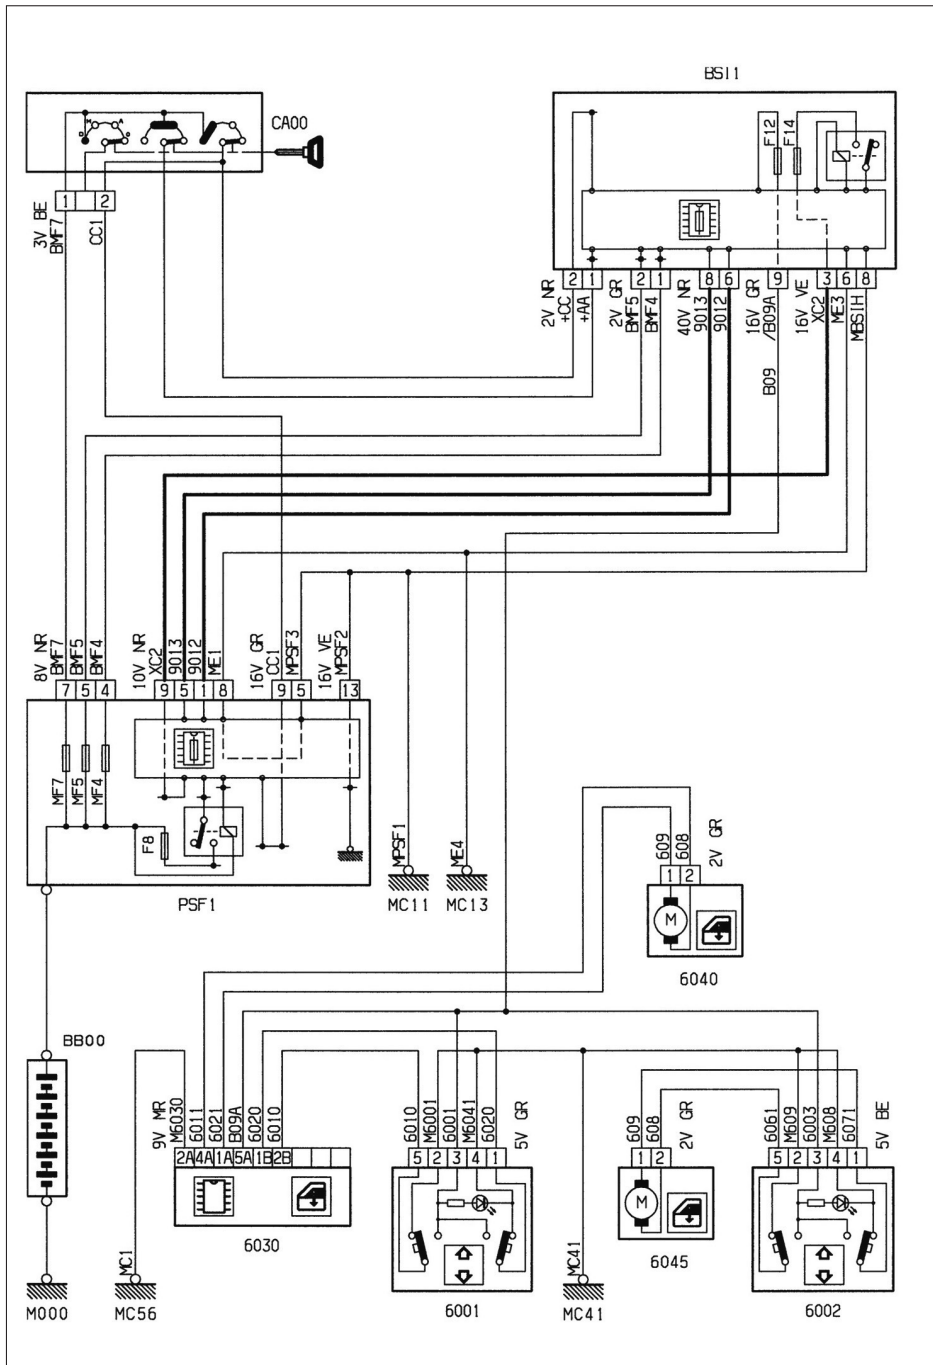 BSI1
CA00
M A
D D
1 2
3V BE
BMF7
CC1
F12
F14
2 1 2 1 8 6 9 3 6 8
2V NR
+CC
+AA
2V GR
BMF5
BMF4
40V NR
9013
9012
16V GR
/B09A
16V VE
XC2
ME3
MBSIH
B09
8V NR
BMF7
BMF5
BMF4
10V NR
XC2
9013
9012
ME1
16V GR
CC1
MPSF3
16V VE
MPSF2
7 5 4 9 5 1 8 9 5 13
MF7
MF5
MF4
F8
PSF1
MPSF1
MC11
ME4
MC13
609
608
2V GR
1 2
M
6040
BB00
M000
MC1
MC56
9V MR
M6030
6011
6021
B09A
6020
6010
2A 4A 1A 5A 1B 2B
6030
6010
M6001
6001
M6041
6020
5V GR
5 2 3 4 1
6001
MC41
MC41
609
608
2V GR
1 2
M
6045
6061
M609
6003
M608
6071
5V BE
5 2 3 4 1
6002